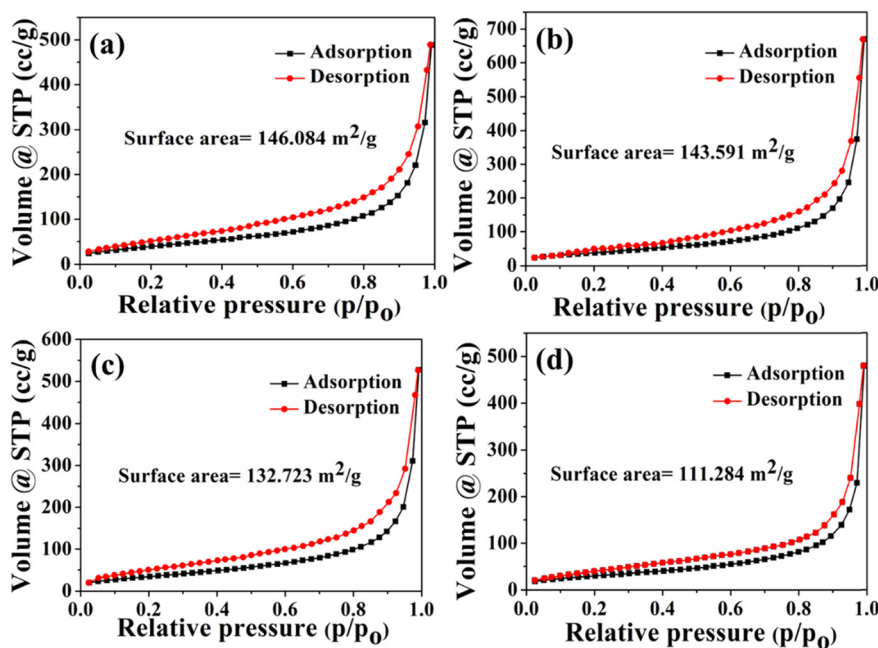 (a)
Adsorption
Desorption
Surface area= 146.084 m²/g
Volume @ STP (cc/g)
500
400
300
200
100
0
0.0 0.2 0.4 0.6 0.8 1.0
Relative pressure (p/p₀)
(b)
Adsorption
Desorption
Surface area= 143.591 m²/g
Volume @ STP (cc/g)
700
600
500
400
300
200
100
0
0.0 0.2 0.4 0.6 0.8 1.0
Relative pressure (p/p₀)
(c)
Adsorption
Desorption
Surface area= 132.723 m²/g
Volume @ STP (cc/g)
600
500
400
300
200
100
0
0.0 0.2 0.4 0.6 0.8 1.0
Relative pressure (p/p₀)
(d)
Adsorption
Desorption
Surface area= 111.284 m²/g
Volume @ STP (cc/g)
500
400
300
200
100
0
0.0 0.2 0.4 0.6 0.8 1.0
Relative pressure (p/p₀)